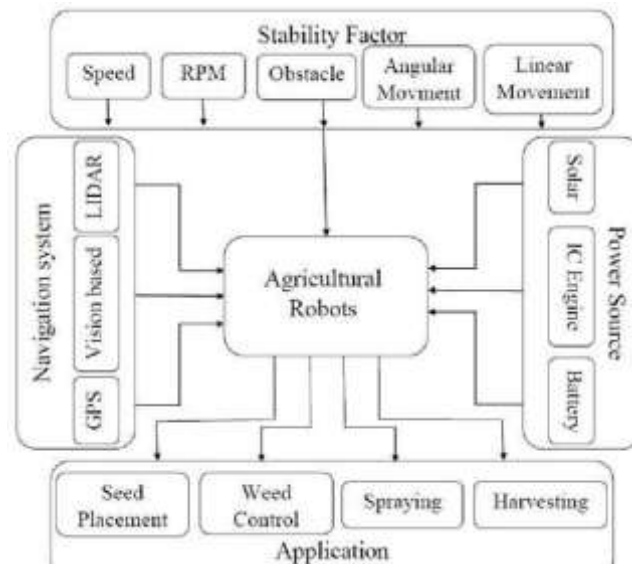 Stability Factor
Speed
RPM
Obstacle
Angular
Movment
Linear
Movement
Navigation system
LIDAR
Vision based
GPS
Agricultural
Robots
Solar
IC Engine
Battery
Power Source
Seed
Placement
Weed
Control
Spraying
Harvesting
Application